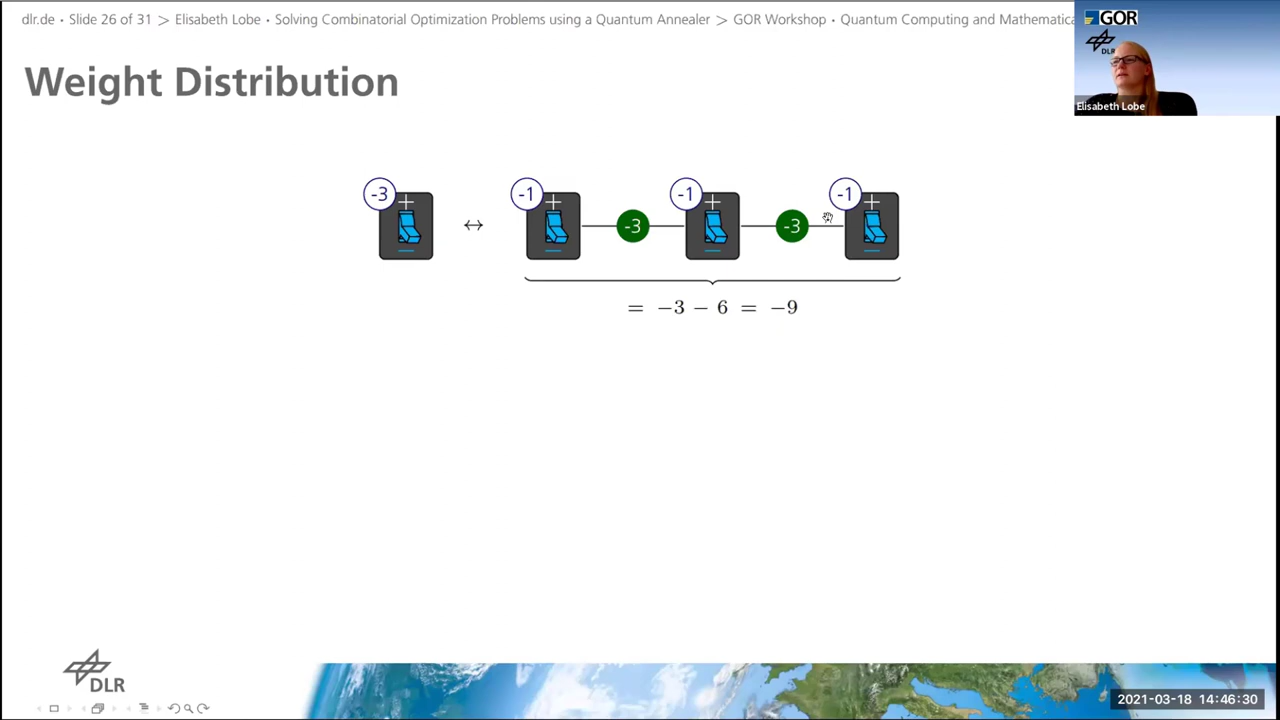 dlr.de • Slide 26 of 31 > Elisabeth Lobe • Solving Combinatorial Optimization Problems using a Quantum Annealer > GOR Workshop • Quantum Computing and Mathematica
GOR
DLR
Elisabeth Lobe
Weight Distribution
-3 ↔ -1 -3 -1 -3 -1
= −3 − 6 = −9
DLR
2021-03-18 14:46:30